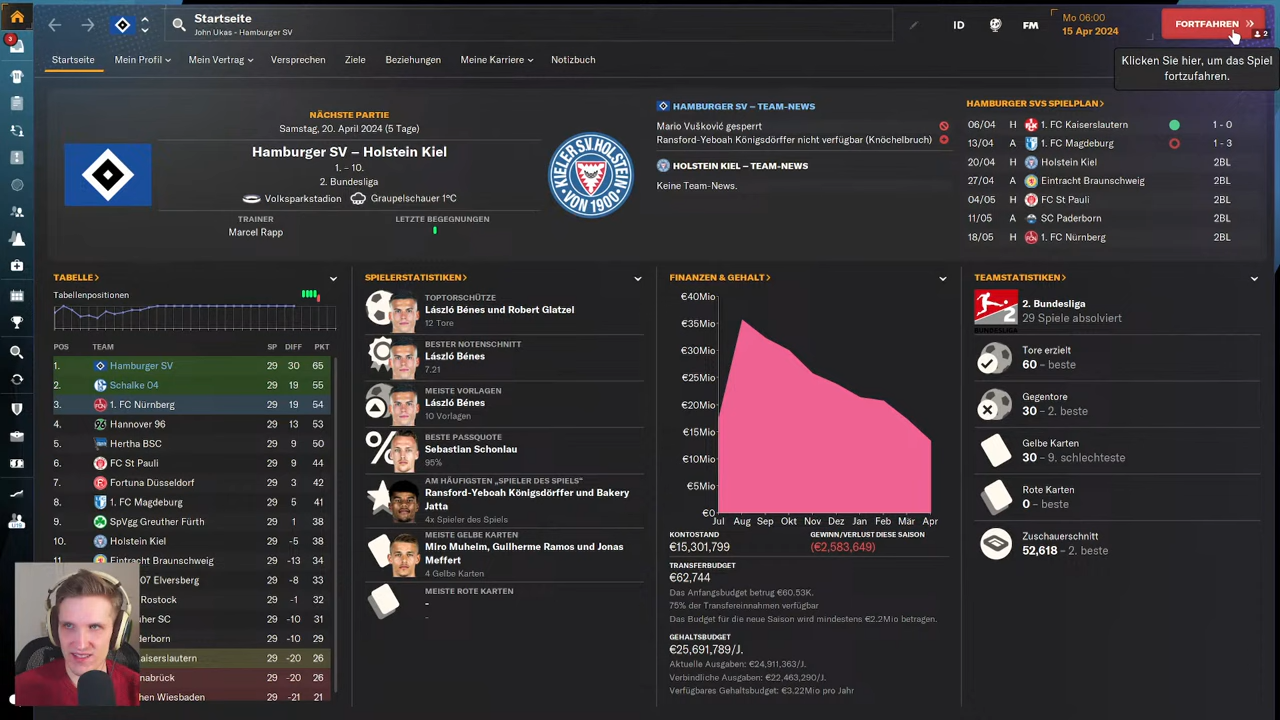 Startseite
John Ukas - Hamburger SV
ID
FM
Mo 06:00
15 Apr 2024
FORTFAHREN
2
3
Klicken Sie hier, um das Spiel
fortzufahren.
Startseite
Mein Profil
Mein Vertrag
Versprechen
Ziele
Beziehungen
Meine Karriere
Notizbuch
NÄCHSTE PARTIE
Samstag, 20. April 2024 (5 Tage)
Hamburger SV – Holstein Kiel
1. – 10.
2. Bundesliga
Volksparkstadion
Graupelschauer 1°C
TRAINER
Marcel Rapp
LETZTE BEGEGNUNGEN
KIELER S.V. HOLSTEIN
VON 1900
HAMBURGER SV – TEAM-NEWS
Mario Vušković gesperrt
Ransford-Yeboah Königsdörffer nicht verfügbar (Knöchelbruch)
HOLSTEIN KIEL – TEAM-NEWS
Keine Team-News.
HAMBURGER SVS SPIELPLAN
06/04 H 1. FC Kaiserslautern 1 - 0
13/04 A 1. FC Magdeburg 1 - 3
20/04 H Holstein Kiel 2BL
27/04 A Eintracht Braunschweig 2BL
04/05 H FC St Pauli 2BL
11/05 A SC Paderborn 2BL
18/05 H 1. FC Nürnberg 2BL
TABELLE
Tabellenpositionen
POS TEAM SP DIFF PKT
1. Hamburger SV 29 30 65
2. Schalke 04 29 19 55
3. 1. FC Nürnberg 29 19 54
4. Hannover 96 29 13 53
5. Hertha BSC 29 9 50
6. FC St Pauli 29 6 44
7. Fortuna Düsseldorf 29 3 42
8. 1. FC Magdeburg 29 5 41
9. SpVgg Greuther Fürth 29 1 38
10. Holstein Kiel 29 -5 38
11. Eintracht Braunschweig 29 -13 34
07 Elversberg 29 -8 33
Rostock 29 -1 32
her SC 29 -10 31
derborn 29 -10 29
aiserslautern 29 -20 26
nabrück 29 -20 26
hen Wiesbaden 29 -21 21
SPIELERSTATISTIKEN
TOPTORSCHÜTZE
László Bénes und Robert Glatzel
12 Tore
BESTER NOTENSCHNITT
László Bénes
7.21
MEISTE VORLAGEN
László Bénes
10 Vorlagen
BESTE PASSQUOTE
Sebastian Schonlau
95%
AM HÄUFIGSTEN „SPIELER DES SPIELS“
Ransford-Yeboah Königsdörffer und Bakery
Jatta
4x Spieler des Spiels
MEISTE GELBE KARTEN
Miro Muheim, Guilherme Ramos und Jonas
Meffert
4 Gelbe Karten
MEISTE ROTE KARTEN
-
-
FINANZEN & GEHALT
€40Mio
€35Mio
€30Mio
€25Mio
€20Mio
€15Mio
€10Mio
€5Mio
€0
Jul Aug Sep Okt Nov Dez Jan Feb Mär Apr
KONTOSTAND
€15,301,799
GEWINN/VERLUST DIESE SAISON
(€2,583,649)
TRANSFERBUDGET
€62,744
Das Anfangsbudget betrug €60.53K.
75% der Transfereinnahmen verfügbar
Das Budget für die neue Saison wird mindestens €2.2Mio betragen.
GEHALTSBUDGET
€25,691,789/J.
Aktuelle Ausgaben: €24,911,363/J.
Verbindliche Ausgaben: €22,463,290/J.
Verfügbares Gehaltsbudget: €3.22Mio pro Jahr
TEAMSTATISTIKEN
2
BUNDESLIGA
2. Bundesliga
29 Spiele absolviert
Tore erzielt
60 – beste
Gegentore
30 – 2. beste
Gelbe Karten
30 – 9. schlechteste
Rote Karten
0 – beste
Zuschauerschnitt
52,618 – 2. beste
U19